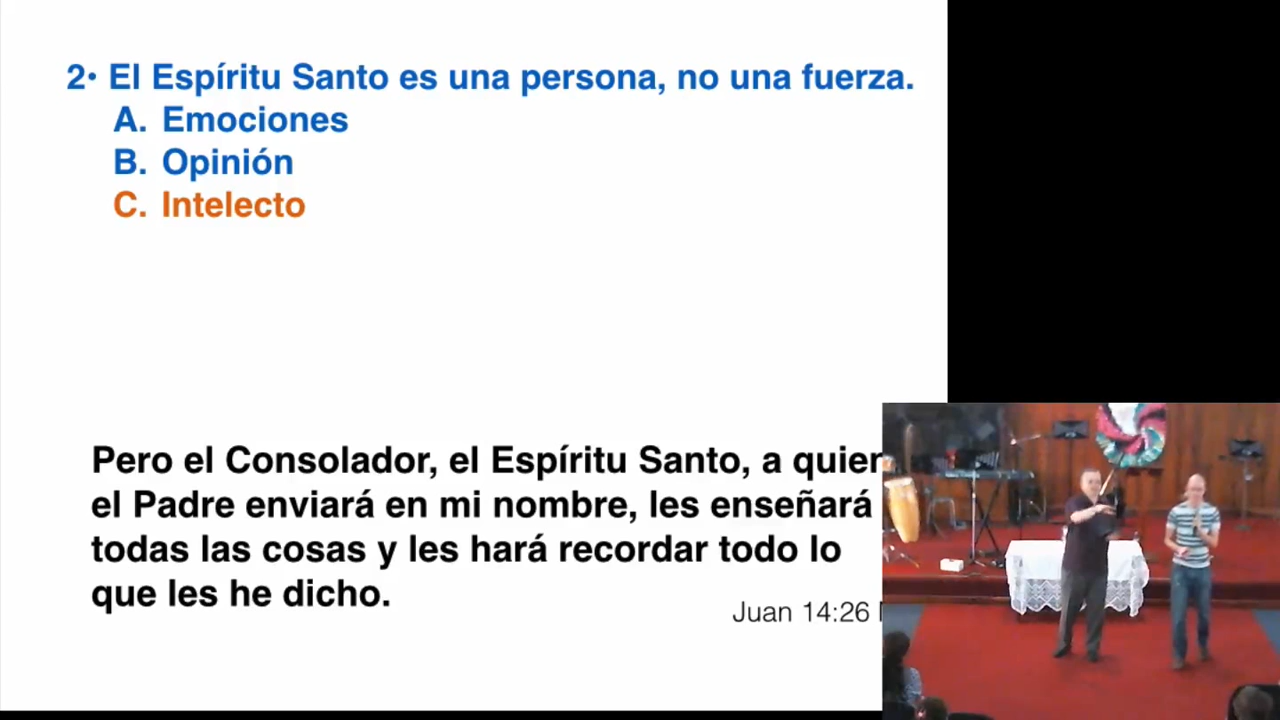 2• El Espíritu Santo es una persona, no una fuerza.
A. Emociones
B. Opinión
C. Intelecto
Pero el Consolador, el Espíritu Santo, a quien
el Padre enviará en mi nombre, les enseñará
todas las cosas y les hará recordar todo lo
que les he dicho.
Juan 14:26